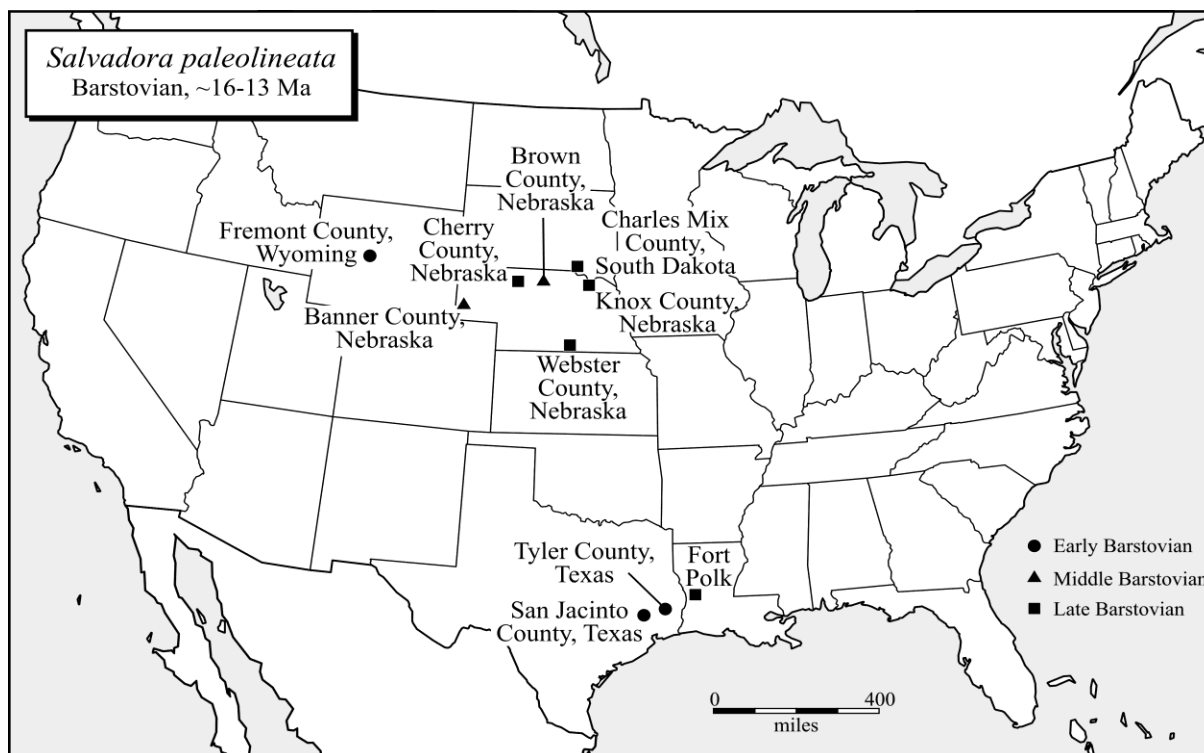 Salvadora paleolineata
Barstovian, ~16-13 Ma
Brown
County,
Nebraska
Fremont County,
Wyoming
Cherry
County,
Nebraska
Charles Mix
County,
South Dakota
Knox County,
Nebraska
Banner County,
Nebraska
Webster
County,
Nebraska
Tyler County,
Texas
Fort
Polk
San Jacinto
County, Texas
Early Barstovian
Middle Barstovian
Late Barstovian
0 400
miles